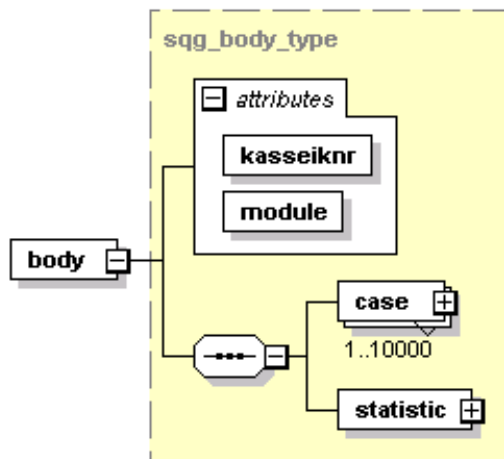 sqg_body_type
attributes
kasseiknr
module
body
case
1..10000
statistic